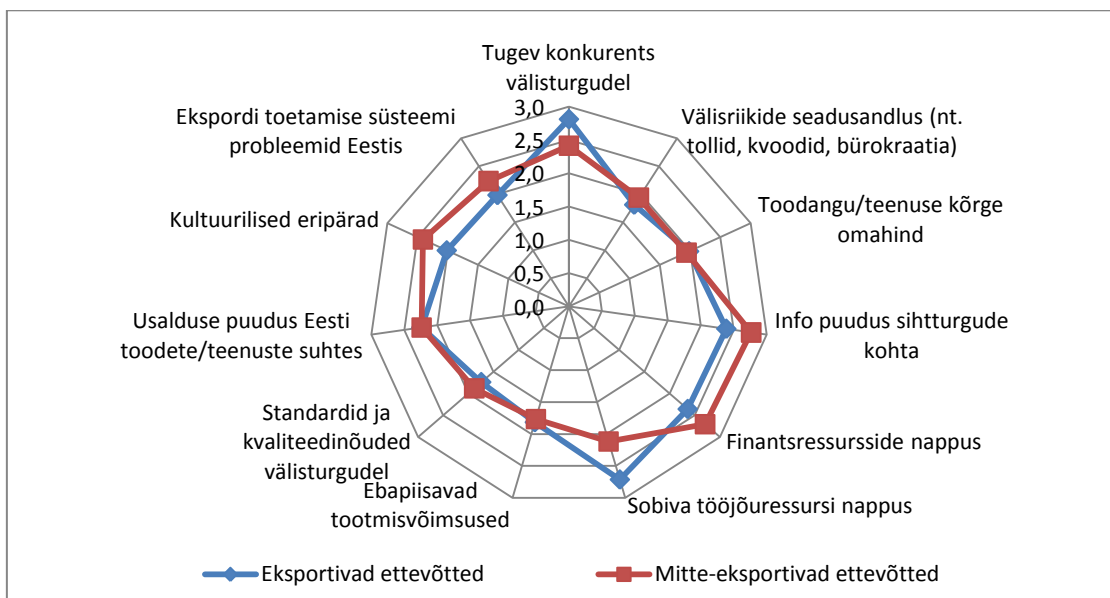 Tugev konkurents
välisturgudel
Välisriikide seadusandlus (nt.
tollid, kvoodid, bürokraatia)
Toodangu/teenuse kõrge
omahind
Info puudus sihtturgude
kohta
Finantsressursside nappus
Sobiva tööjõuressursi nappus
Ebapiisavad
tootmisvõimsused
Standardid ja
kvaliteedinõuded
välisturgudel
Usalduse puudus Eesti
toodete/teenuste suhtes
Kultuurilised eripärad
Ekspordi toetamise süsteemi
probleemid Eestis
3,0
2,5
2,0
1,5
1,0
0,5
0,0
Eksportivad ettevõtted
Mitte-eksportivad ettevõtted